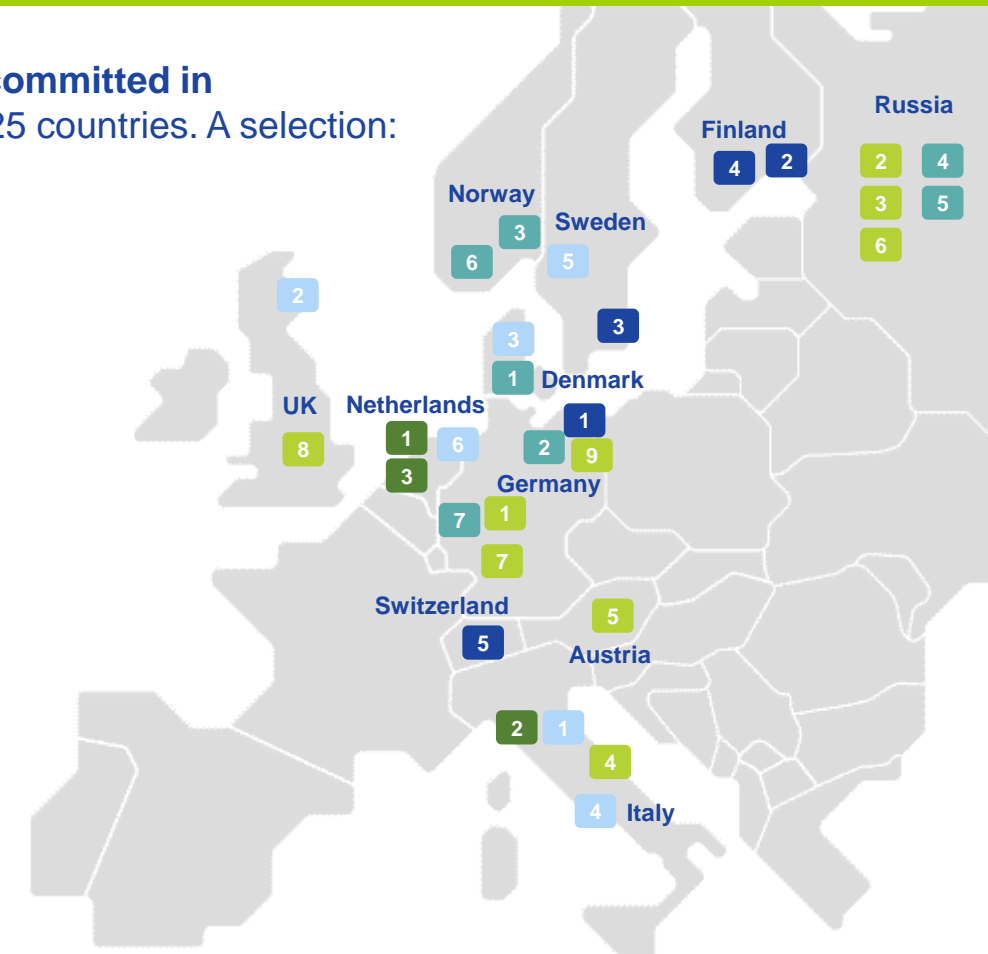 committed in
25 countries. A selection:
Russia
Finland
2 4
4 2
Norway
3 5
3 Sweden
6 5
6
2
3
3
1 Denmark
UK Netherlands
1
1 6
2 9
8
3
Germany
7 1
7
Switzerland
5
5
Austria
2 1
4
4 Italy